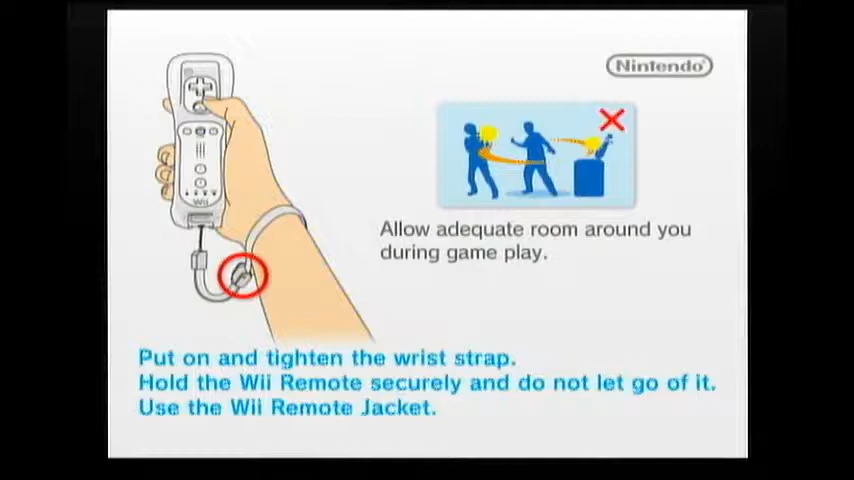 Nintendo
Wii
Allow adequate room around you
during game play.
Put on and tighten the wrist strap.
Hold the Wii Remote securely and do not let go of it.
Use the Wii Remote Jacket.